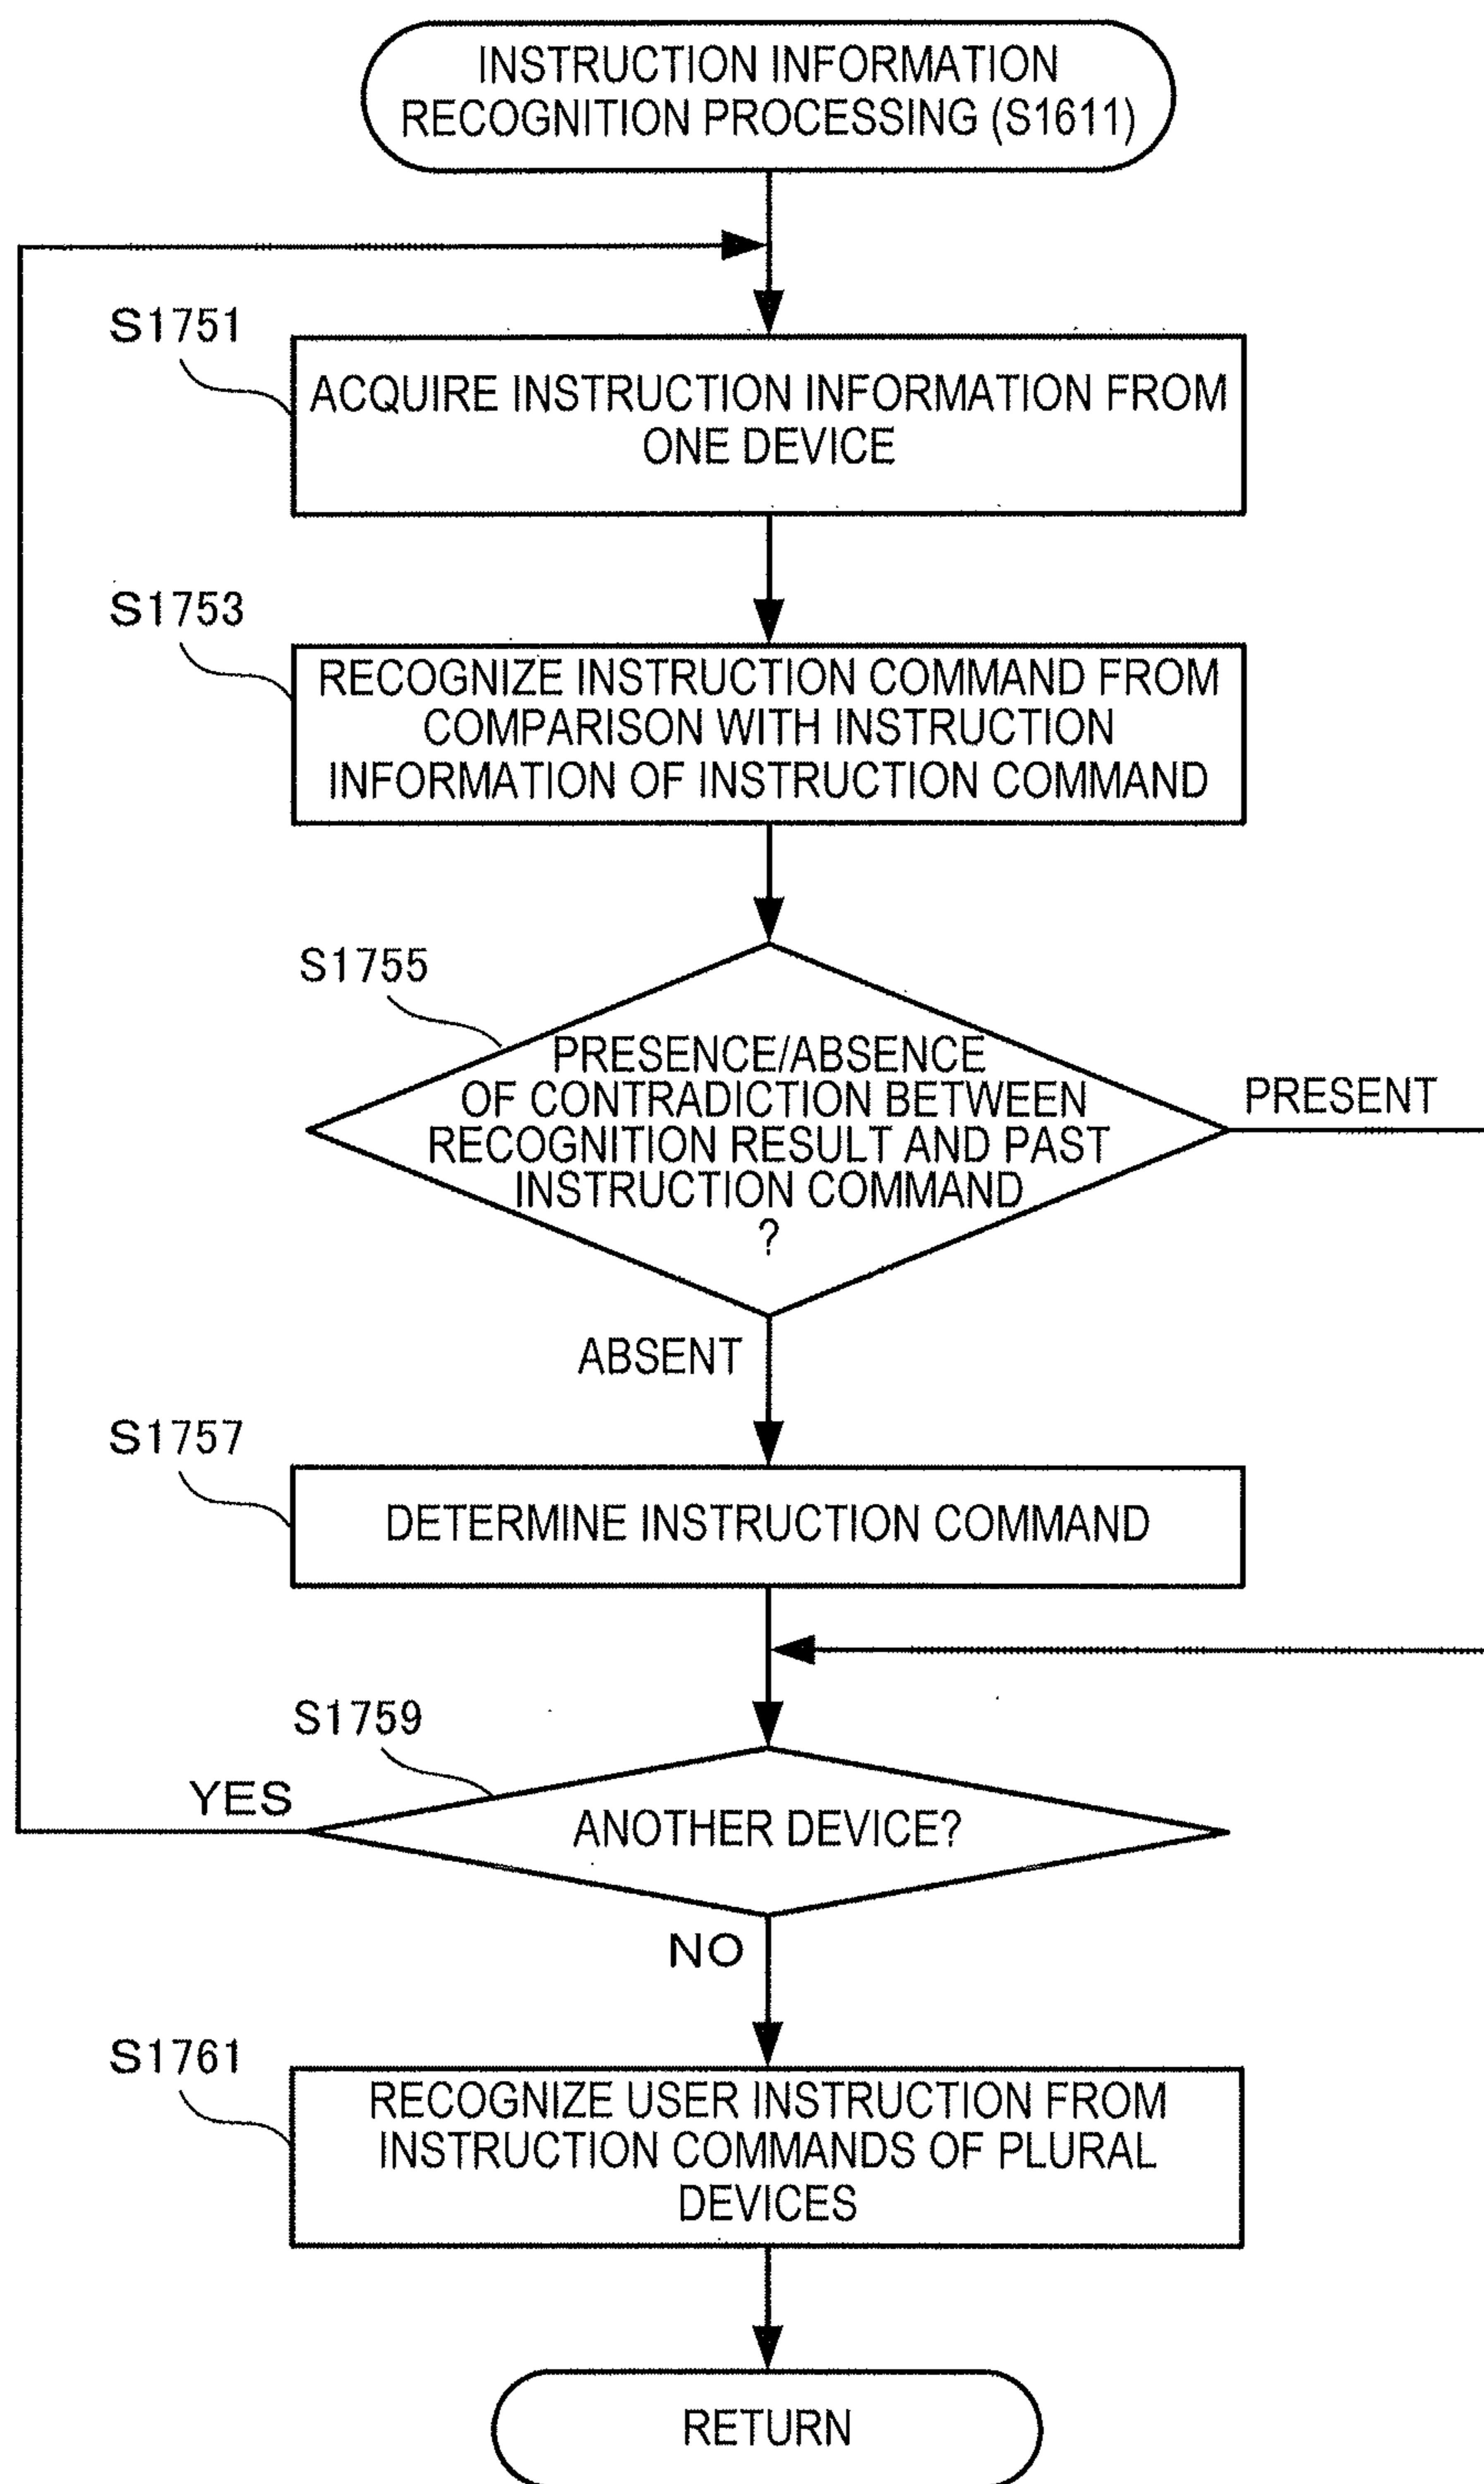 INSTRUCTION INFORMATION
RECOGNITION PROCESSING (S1611)
S1751
ACQUIRE INSTRUCTION INFORMATION FROM
ONE DEVICE
S1753
RECOGNIZE INSTRUCTION COMMAND FROM
COMPARISON WITH INSTRUCTION
INFORMATION OF INSTRUCTION COMMAND
S1755
PRESENCE/ABSENCE
OF CONTRADICTION BETWEEN
RECOGNITION RESULT AND PAST
INSTRUCTION COMMAND
?
PRESENT
ABSENT
S1757
DETERMINE INSTRUCTION COMMAND
S1759
YES
ANOTHER DEVICE?
NO
S1761
RECOGNIZE USER INSTRUCTION FROM
INSTRUCTION COMMANDS OF PLURAL
DEVICES
RETURN